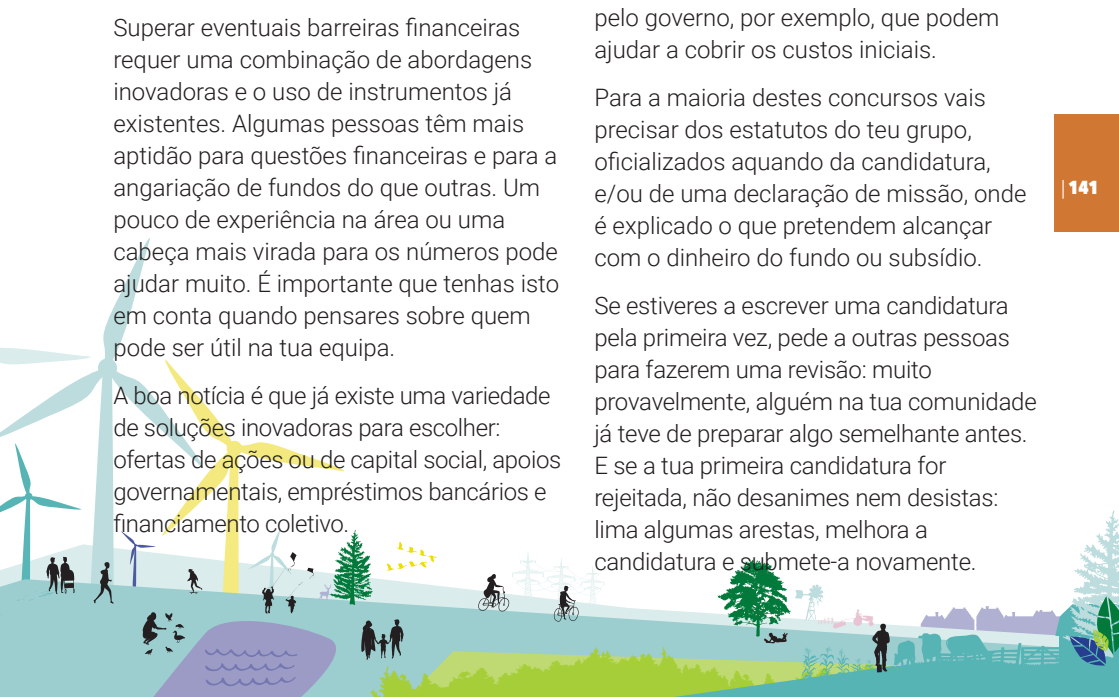 Superar eventuais barreiras financeiras
requer uma combinação de abordagens
inovadoras e o uso de instrumentos já
existentes. Algumas pessoas têm mais
aptidão para questões financeiras e para a
angariação de fundos do que outras. Um
pouco de experiência na área ou uma
cabeça mais virada para os números pode
ajudar muito. É importante que tenhas isto
em conta quando pensares sobre quem
pode ser útil na tua equipa.
A boa notícia é que já existe uma variedade
de soluções inovadoras para escolher:
ofertas de ações ou de capital social, apoios
governamentais, empréstimos bancários e
financiamento coletivo.
pelo governo, por exemplo, que podem
ajudar a cobrir os custos iniciais.
Para a maioria destes concursos vais
precisar dos estatutos do teu grupo,
oficializados aquando da candidatura,
e/ou de uma declaração de missão, onde
é explicado o que pretendem alcançar
com o dinheiro do fundo ou subsídio.
Se estiveres a escrever uma candidatura
pela primeira vez, pede a outras pessoas
para fazerem uma revisão: muito
provavelmente, alguém na tua comunidade
já teve de preparar algo semelhante antes.
E se a tua primeira candidatura for
rejeitada, não desanimes nem desistas:
lima algumas arestas, melhora a
candidatura e submete-a novamente.
| 141